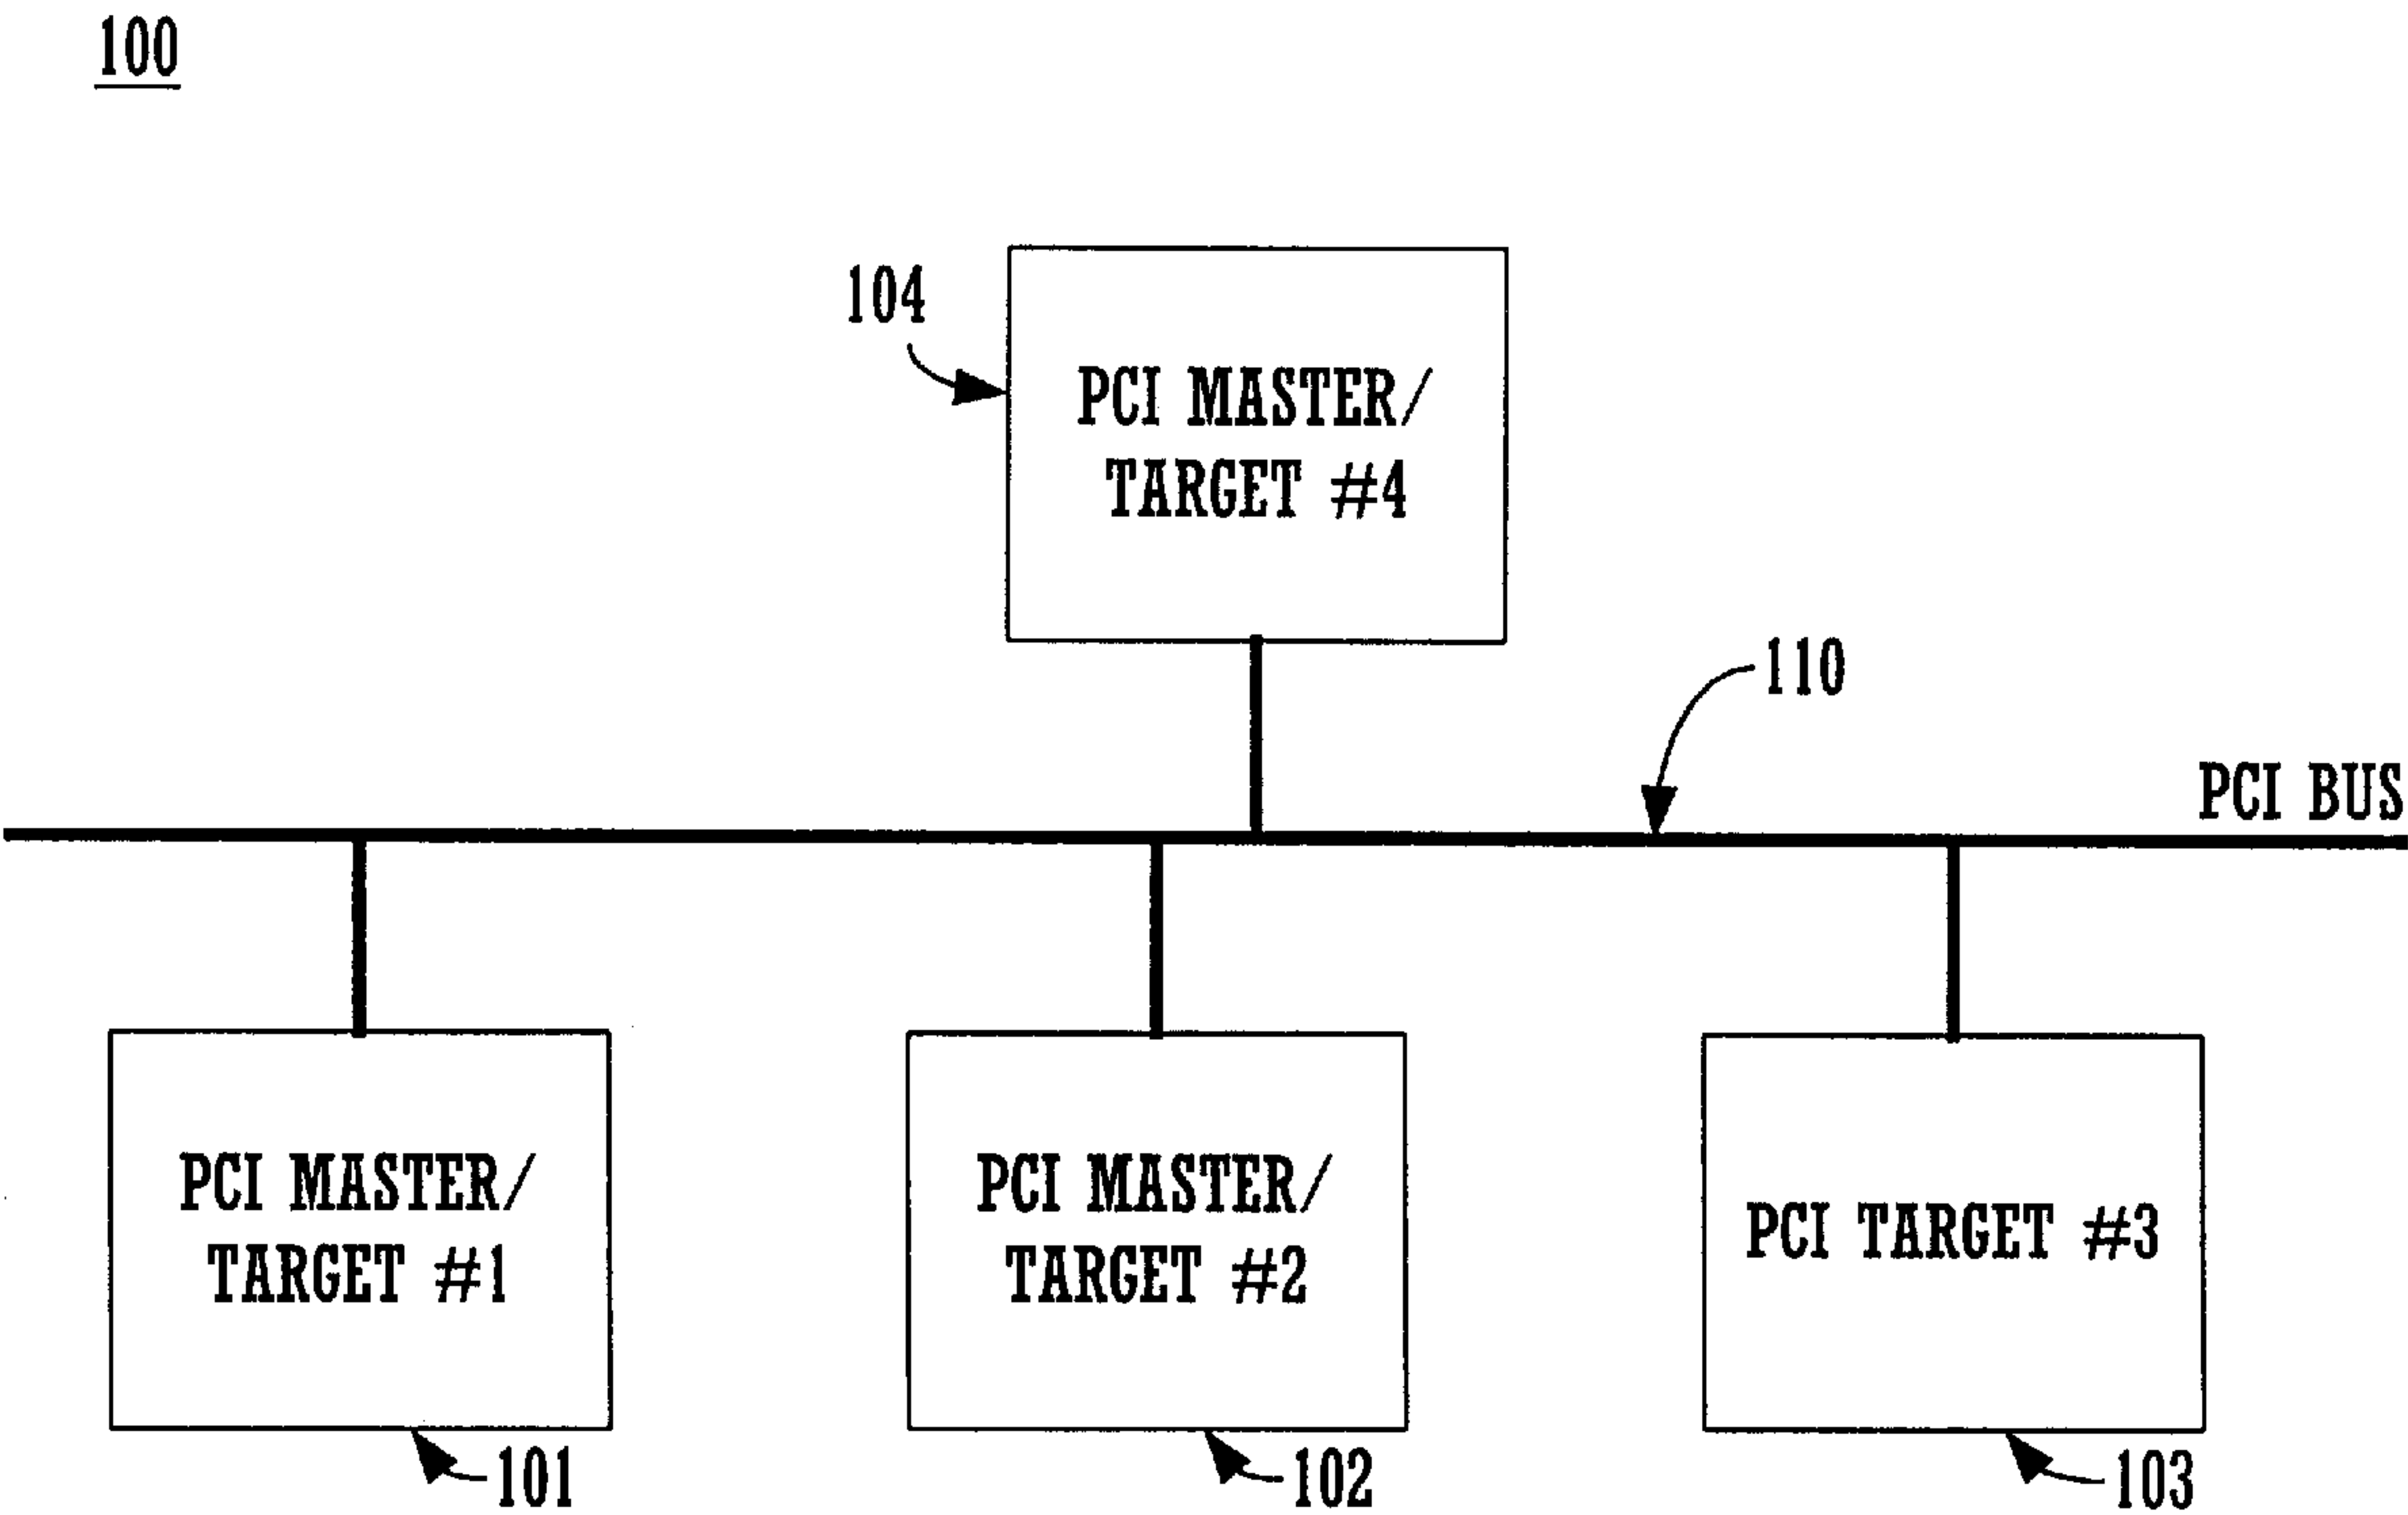 100
104
PCI MASTER/
TARGET #4
110
PCI BUS
PCI MASTER/
TARGET #1
PCI MASTER/
TARGET #2
PCI TARGET #3
101
102
103